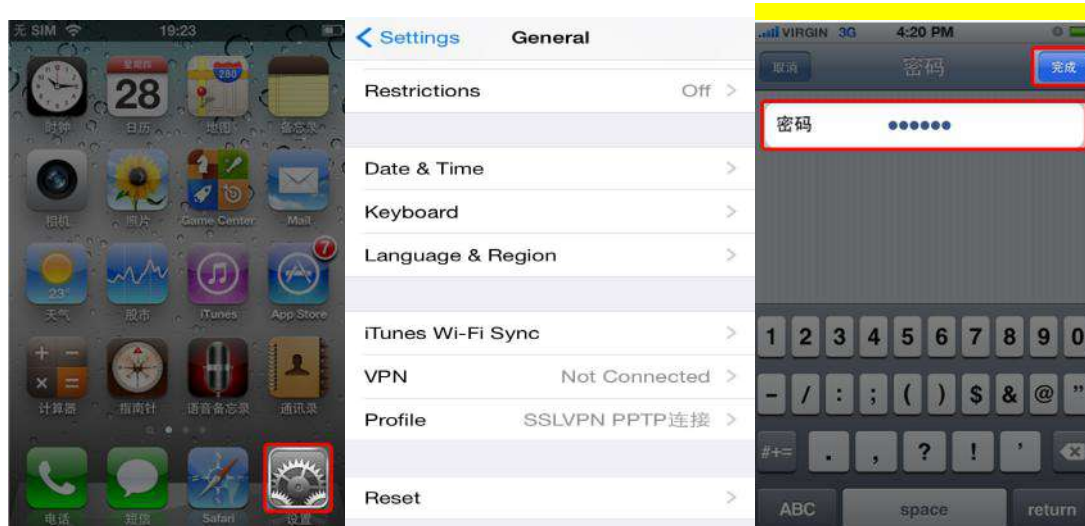 无 SIM 19:23
星期六
28
280
时钟 日历 地图 备忘录
相机 照片 Game Center Mail
7
23°
天气 股市 iTunes App Store
计算器 指南针 语音备忘录 通讯录
电话 短信 Safari 设置
Settings General
Restrictions Off
Date & Time
Keyboard
Language & Region
iTunes Wi-Fi Sync
VPN Not Connected
Profile SSLVPN PPTP连接
Reset
VIRGIN 3G 4:20 PM
取消 密码 完成
密码 ●●●●●●
1 2 3 4 5 6 7 8 9 0
- / : ; ( ) $ & @ "
#+= . , ? ! '
ABC space return